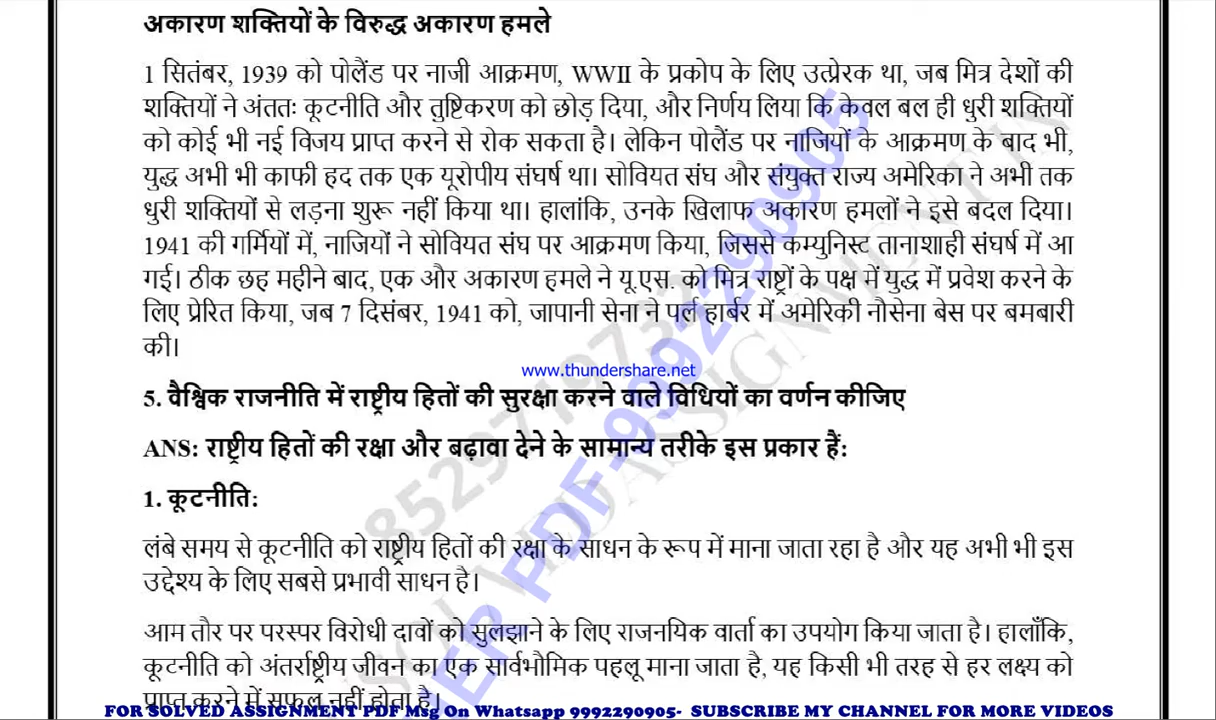 अकारण शक्तियों के विरुद्ध अकारण हमले
1 सितंबर, 1939 को पोलैंड पर नाजी आक्रमण, WWII के प्रकोप के लिए उत्प्रेरक था, जब मित्र देशों की
शक्तियों ने अंततः कूटनीति और तुष्टिकरण को छोड़ दिया, और निर्णय लिया कि केवल बल ही धुरी शक्तियों
को कोई भी नई विजय प्राप्त करने से रोक सकता है। लेकिन पोलैंड पर नाजियों के आक्रमण के बाद भी,
युद्ध अभी भी काफी हद तक एक यूरोपीय संघर्ष था। सोवियत संघ और संयुक्त राज्य अमेरिका ने अभी तक
धुरी शक्तियों से लड़ना शुरू नहीं किया था। हालांकि, उनके खिलाफ अकारण हमलों ने इसे बदल दिया।
1941 की गर्मियों में, नाजियों ने सोवियत संघ पर आक्रमण किया, जिससे कम्युनिस्ट तानाशाही संघर्ष में आ
गई। ठीक छह महीने बाद, एक और अकारण हमले ने यू.एस. को मित्र राष्ट्रों के पक्ष में युद्ध में प्रवेश करने के
लिए प्रेरित किया, जब 7 दिसंबर, 1941 को, जापानी सेना ने पर्ल हार्बर में अमेरिकी नौसेना बेस पर बमबारी
की।
www.thundershare.net
5. वैश्विक राजनीति में राष्ट्रीय हितों की सुरक्षा करने वाले विधियों का वर्णन कीजिए
ANS: राष्ट्रीय हितों की रक्षा और बढ़ावा देने के सामान्य तरीके इस प्रकार हैं:
1. कूटनीति:
लंबे समय से कूटनीति को राष्ट्रीय हितों की रक्षा के साधन के रूप में माना जाता रहा है और यह अभी भी इस
उद्देश्य के लिए सबसे प्रभावी साधन है।
आम तौर पर परस्पर विरोधी दावों को सुलझाने के लिए राजनयिक वार्ता का उपयोग किया जाता है। हालाँकि,
कूटनीति को अंतर्राष्ट्रीय जीवन का एक सार्वभौमिक पहलू माना जाता है, यह किसी भी तरह से हर लक्ष्य को
प्राप्त करने में सफल नहीं होता है।
FOR SOLVED ASSIGNMENT PDF Msg On Whatsapp 9992290905- SUBSCRIBE MY CHANNEL FOR MORE VIDEOS
8529719732
PDF-9992290905